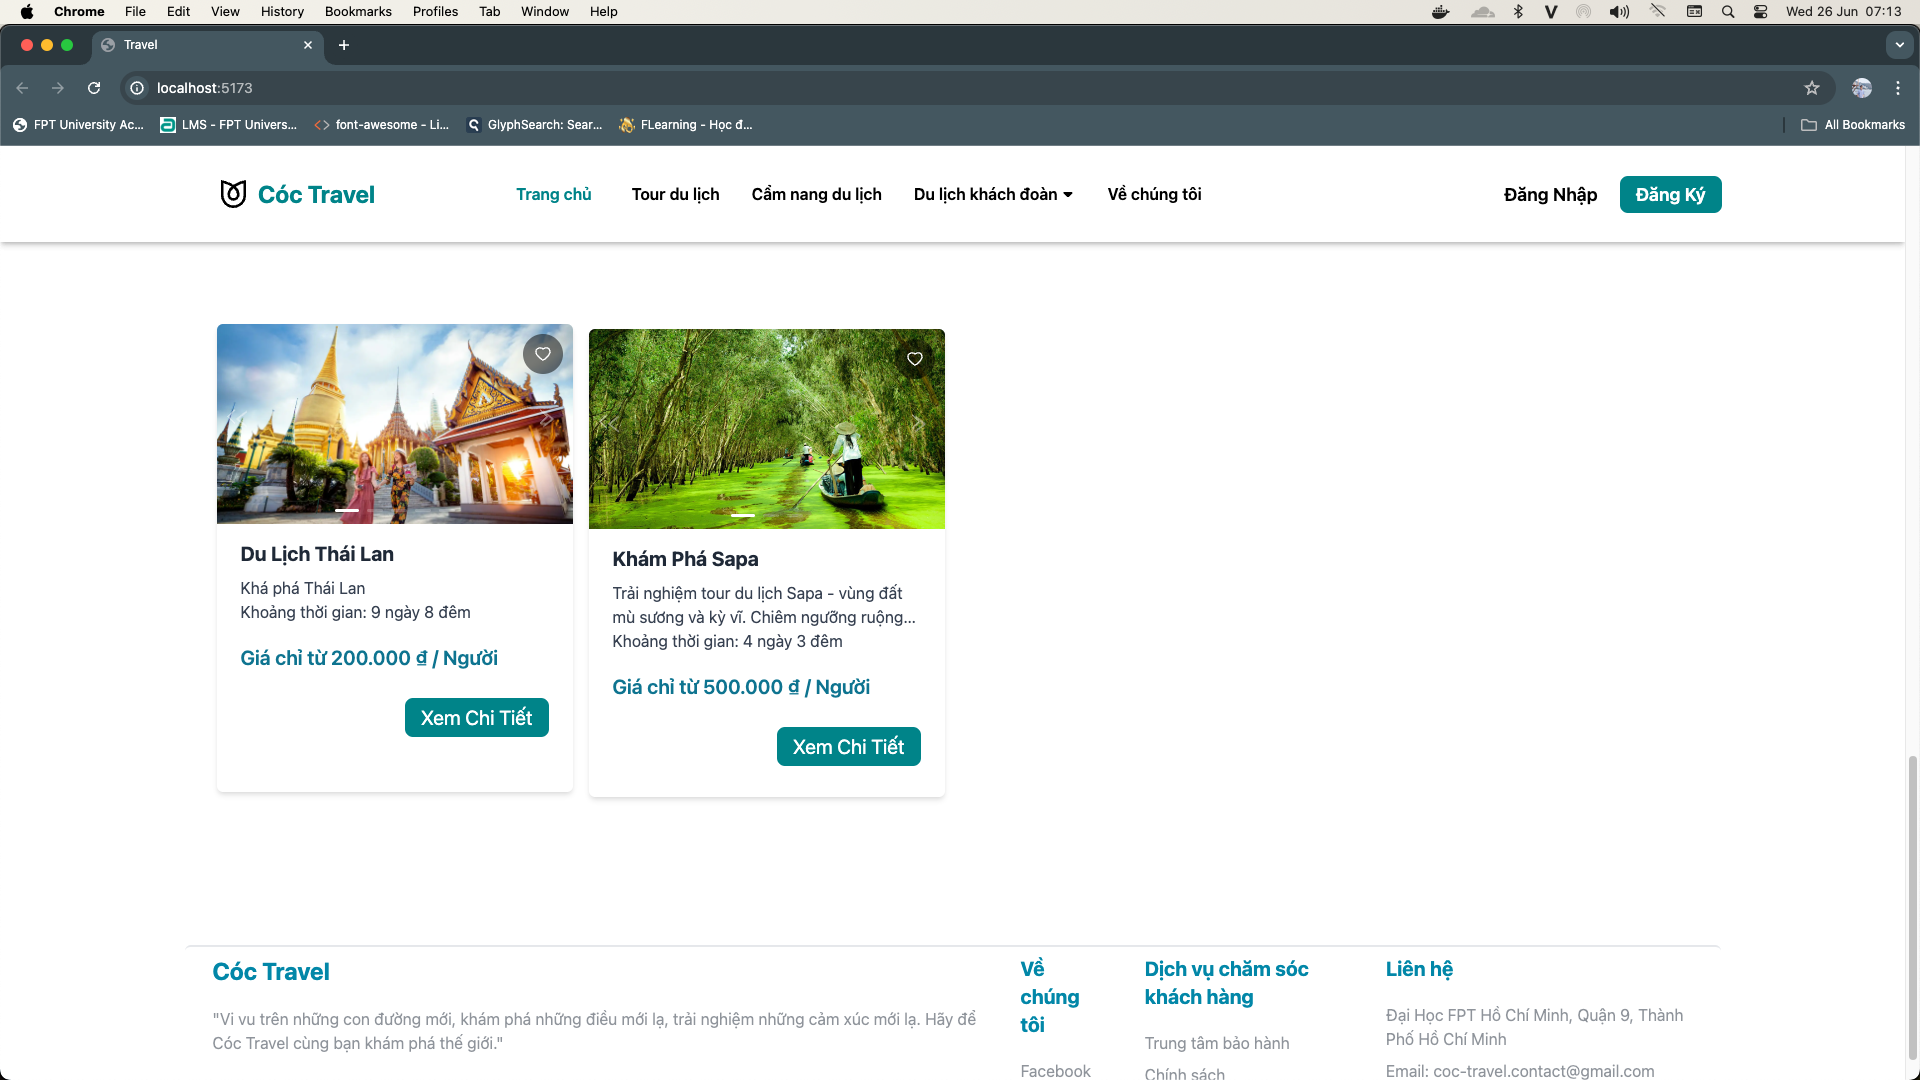 Chrome File Edit View History Bookmarks Profiles Tab Window Help Wed 26 Jun 07:13
Travel
localhost:5173
FPT University Ac... LMS - FPT Univers... font-awesome - Li... GlyphSearch: Sear... FLearning - Học đ... All Bookmarks
Cóc Travel Trang chủ Tour du lịch Cẩm nang du lịch Du lịch khách đoàn Về chúng tôi Đăng Nhập Đăng Ký
Du Lịch Thái Lan
Khá phá Thái Lan
Khoảng thời gian: 9 ngày 8 đêm
Giá chỉ từ 200.000 ₫ / Người
Xem Chi Tiết
Khám Phá Sapa
Trải nghiệm tour du lịch Sapa - vùng đất
mù sương và kỳ vĩ. Chiêm ngưỡng ruộng...
Khoảng thời gian: 4 ngày 3 đêm
Giá chỉ từ 500.000 ₫ / Người
Xem Chi Tiết
Cóc Travel
"Vi vu trên những con đường mới, khám phá những điều mới lạ, trải nghiệm những cảm xúc mới lạ. Hãy để
Cóc Travel cùng bạn khám phá thế giới."
Về
chúng
tôi
Facebook
Dịch vụ chăm sóc
khách hàng
Trung tâm bảo hành
Chính sách
Liên hệ
Đại Học FPT Hồ Chí Minh, Quận 9, Thành
Phố Hồ Chí Minh
Email: coc-travel.contact@gmail.com